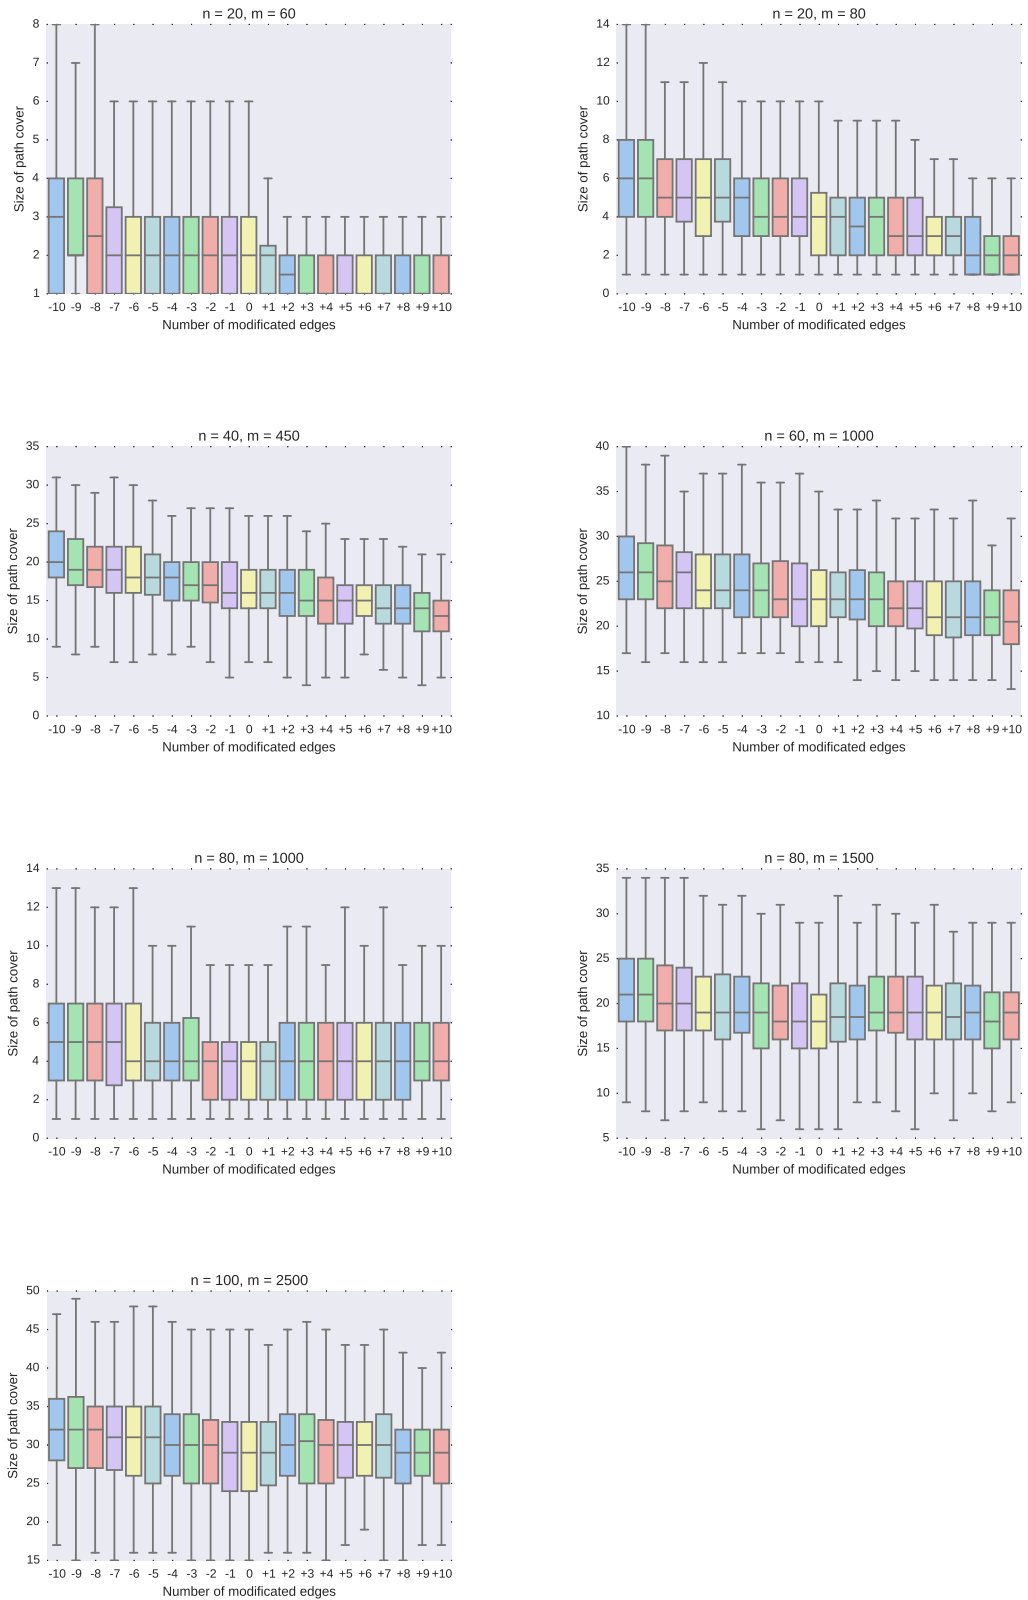 n = 20, m = 60
8
7
6
5
4
3
2
1
Size of path cover
-10 -9 -8 -7 -6 -5 -4 -3 -2 -1 0 +1 +2 +3 +4 +5 +6 +7 +8 +9 +10
Number of modificated edges
n = 20, m = 80
14
12
10
8
6
4
2
0
Size of path cover
-10 -9 -8 -7 -6 -5 -4 -3 -2 -1 0 +1 +2 +3 +4 +5 +6 +7 +8 +9 +10
Number of modificated edges
n = 40, m = 450
35
30
25
20
15
10
5
0
Size of path cover
-10 -9 -8 -7 -6 -5 -4 -3 -2 -1 0 +1 +2 +3 +4 +5 +6 +7 +8 +9 +10
Number of modificated edges
n = 60, m = 1000
40
35
30
25
20
15
10
Size of path cover
-10 -9 -8 -7 -6 -5 -4 -3 -2 -1 0 +1 +2 +3 +4 +5 +6 +7 +8 +9 +10
Number of modificated edges
n = 80, m = 1000
14
12
10
8
6
4
2
0
Size of path cover
-10 -9 -8 -7 -6 -5 -4 -3 -2 -1 0 +1 +2 +3 +4 +5 +6 +7 +8 +9 +10
Number of modificated edges
n = 80, m = 1500
35
30
25
20
15
10
5
Size of path cover
-10 -9 -8 -7 -6 -5 -4 -3 -2 -1 0 +1 +2 +3 +4 +5 +6 +7 +8 +9 +10
Number of modificated edges
n = 100, m = 2500
50
45
40
35
30
25
20
15
Size of path cover
-10 -9 -8 -7 -6 -5 -4 -3 -2 -1 0 +1 +2 +3 +4 +5 +6 +7 +8 +9 +10
Number of modificated edges